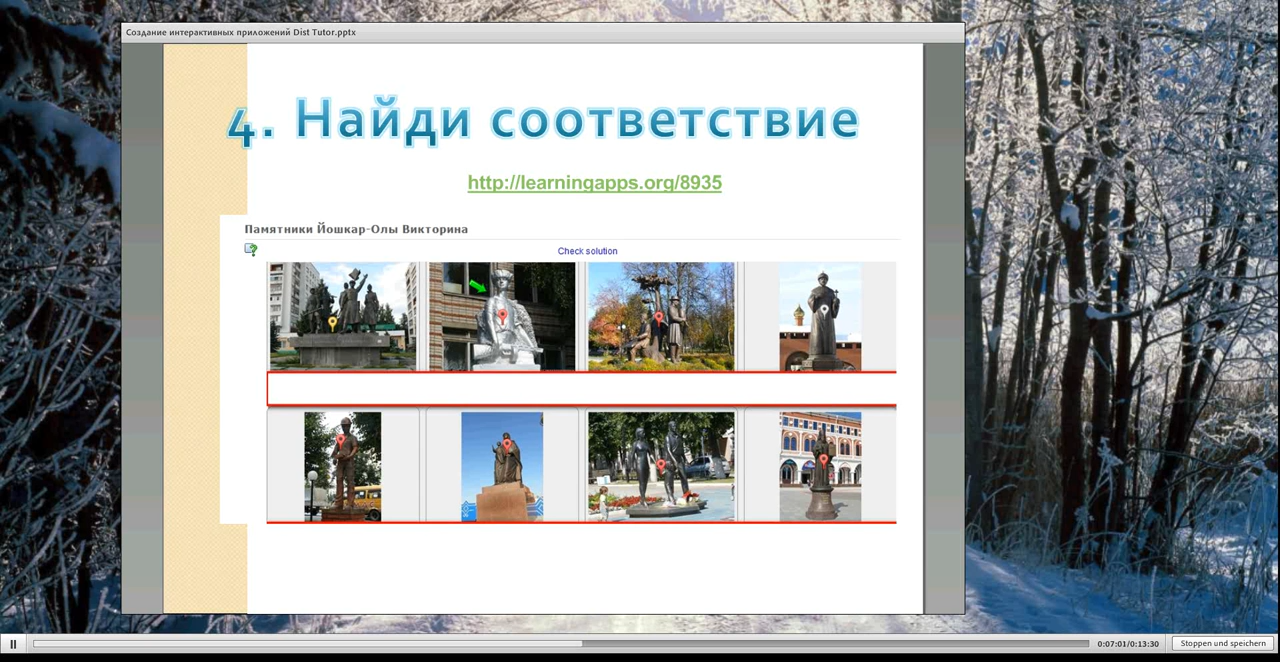 Создание интерактивных приложений Dist Tutor.pptx
4. Найди соответствие
http://learningapps.org/8935
Памятники Йошкар-Олы Викторина
Check solution
0:07:01/0:13:30
Stoppen und speichern